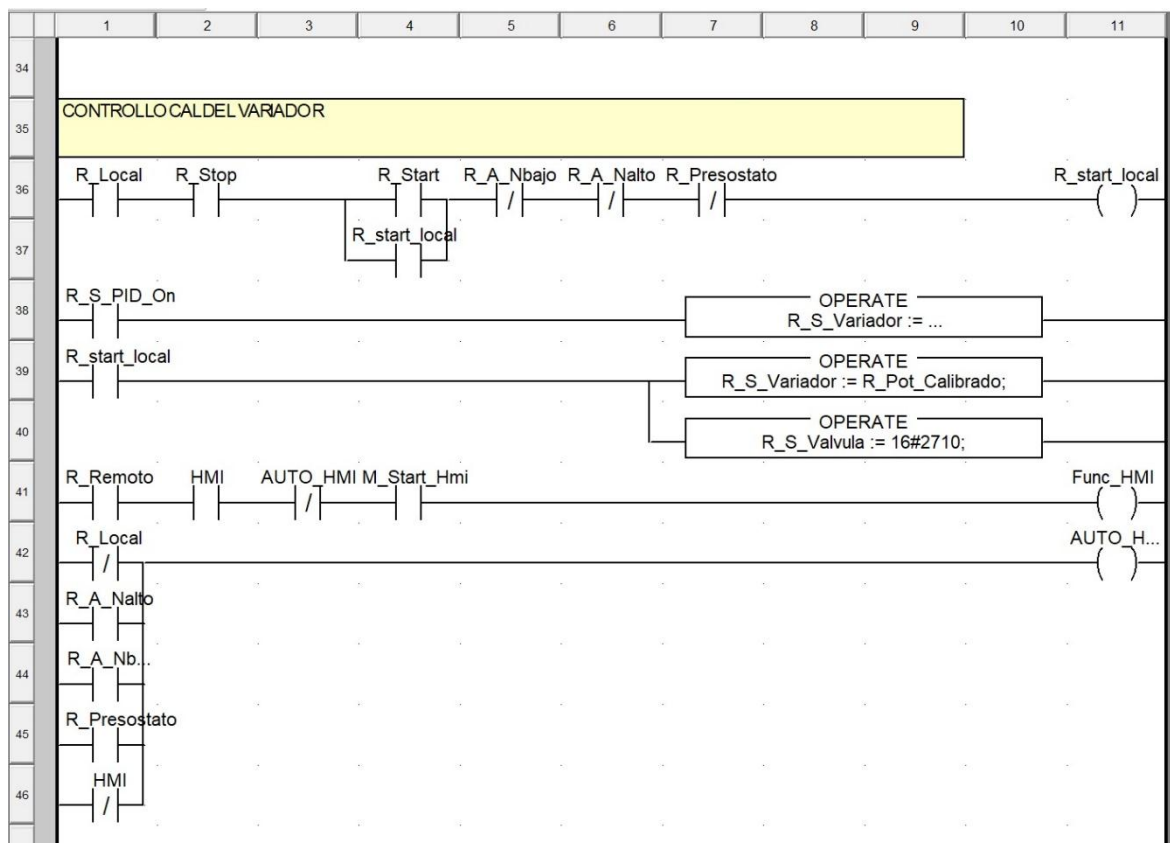 1 2 3 4 5 6 7 8 9 10 11
34
35
CONTROL LOCAL DEL VARIADOR
36
R_Local R_Stop R_Start R_A_Nbajo R_A_Nalto R_Presostato R_start_local
37
R_start_local
38
R_S_PID_On
OPERATE
R_S_Variador := ...
39
R_start_local
OPERATE
R_S_Variador := R_Pot_Calibrado;
40
OPERATE
R_S_Valvula := 16#2710;
41
R_Remoto HMI AUTO_HMI M_Start_Hmi Func_HMI
42
R_Local AUTO_H...
43
R_A_Nalto
44
R_A_Nb...
45
R_Presostato
46
HMI